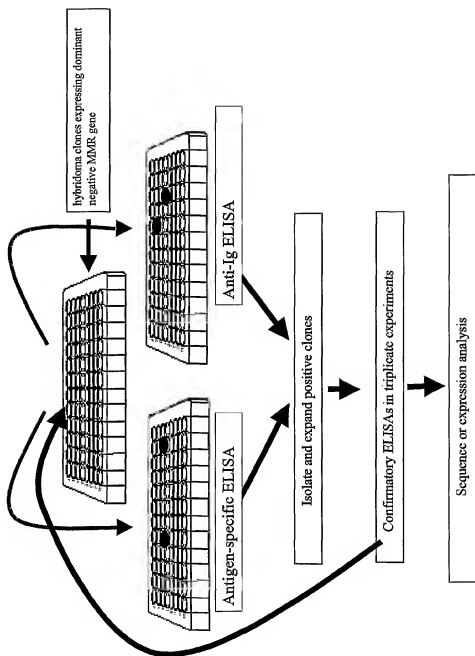 hybridoma clones expressing dominant
negative MMR gene
Antigen-specific ELISA
Anti-Ig ELISA
Isolate and expand positive clones
Confirmatory ELISAs in triplicate experiments
Sequence or expression analysis